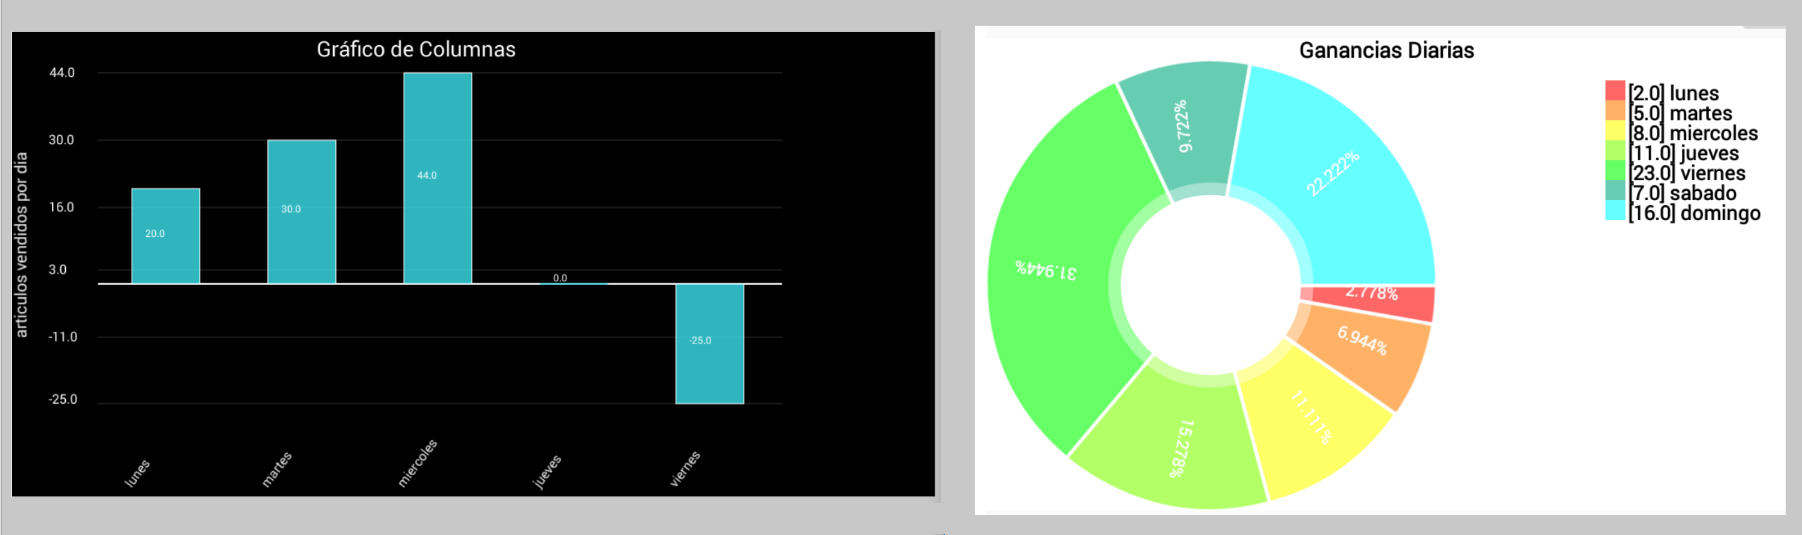 Gráfico de Columnas
articulos vendidos por dia
44.0
30.0
16.0
3.0
-11.0
-25.0
20.0
30.0
44.0
0.0
-25.0
lunes
martes
miercoles
jueves
viernes
Ganancias Diarias
9.722%
22.222%
31.944%
2.778%
6.944%
11.111%
15.278%
[2.0] lunes
[5.0] martes
[8.0] miercoles
[11.0] jueves
[23.0] viernes
[7.0] sabado
[16.0] domingo